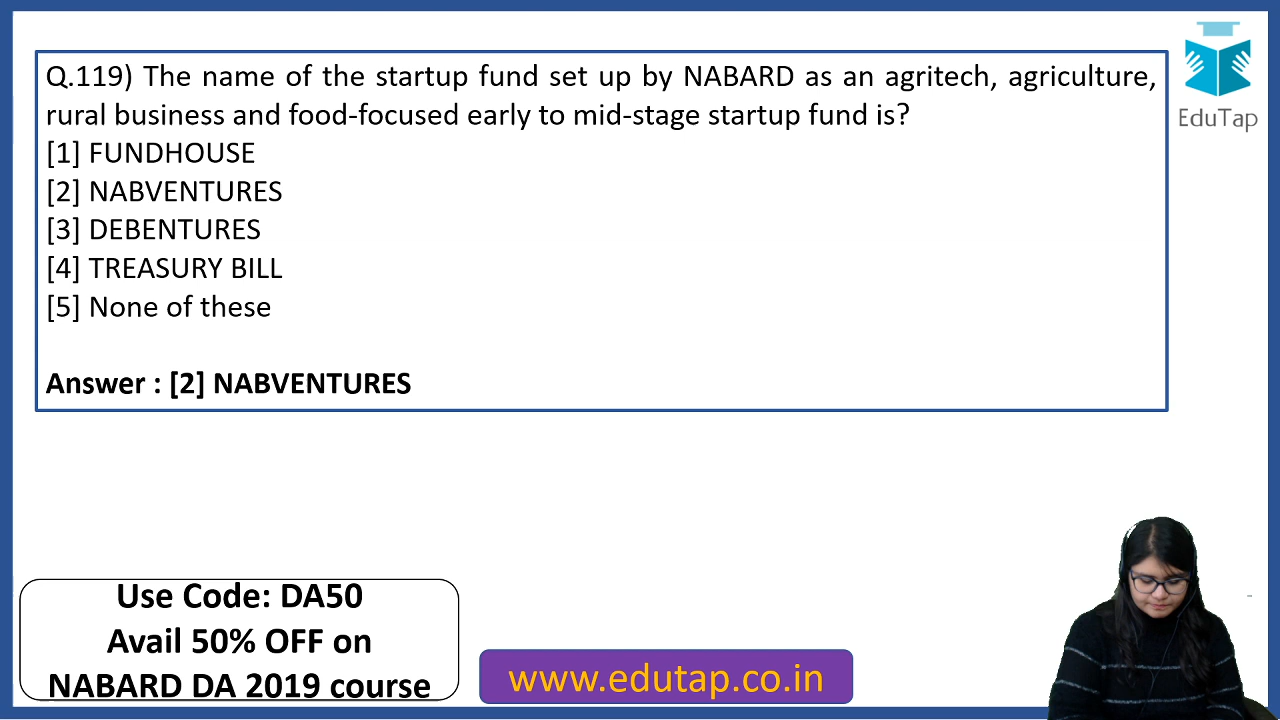 Q.119) The name of the startup fund set up by NABARD as an agritech, agriculture,
rural business and food-focused early to mid-stage startup fund is?
[1] FUNDHOUSE
[2] NABVENTURES
[3] DEBENTURES
[4] TREASURY BILL
[5] None of these
Answer : [2] NABVENTURES
EduTap
Use Code: DA50
Avail 50% OFF on
NABARD DA 2019 course
www.edutap.co.in